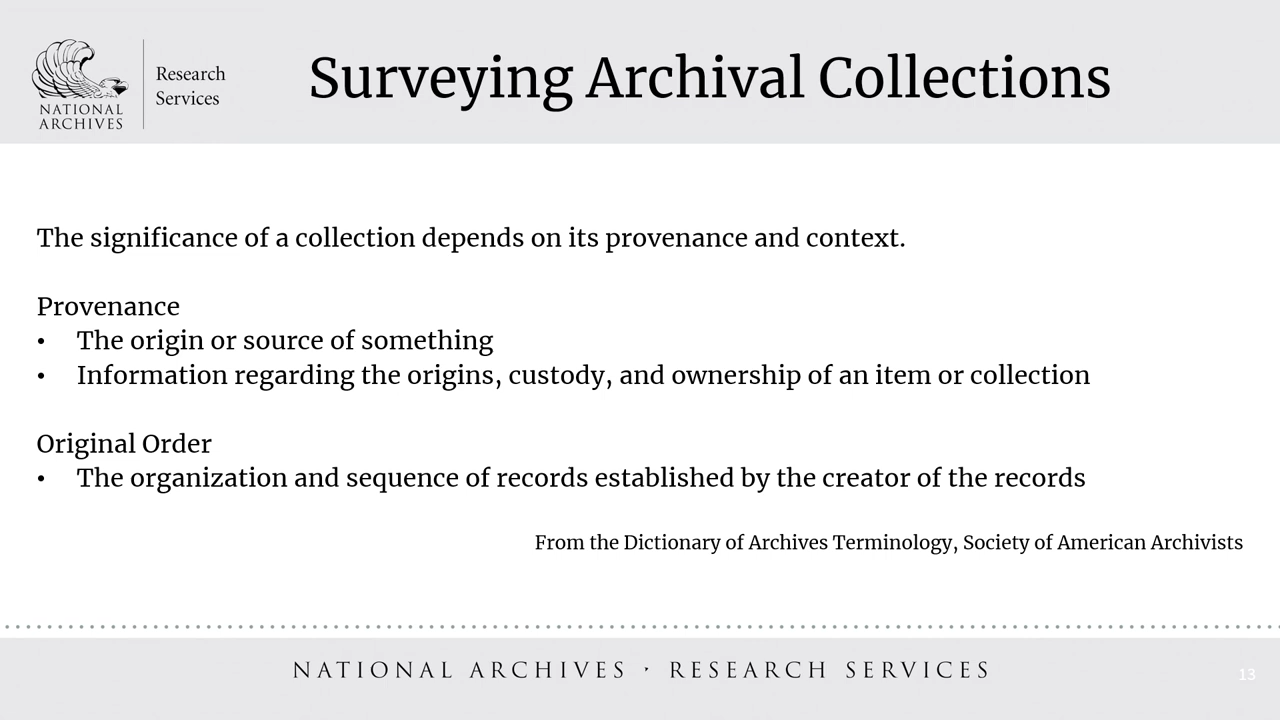 NATIONAL
ARCHIVES
Research
Services
Surveying Archival Collections
The significance of a collection depends on its provenance and context.
Provenance
• The origin or source of something
• Information regarding the origins, custody, and ownership of an item or collection
Original Order
• The organization and sequence of records established by the creator of the records
From the Dictionary of Archives Terminology, Society of American Archivists
NATIONAL ARCHIVES · RESEARCH SERVICES
13